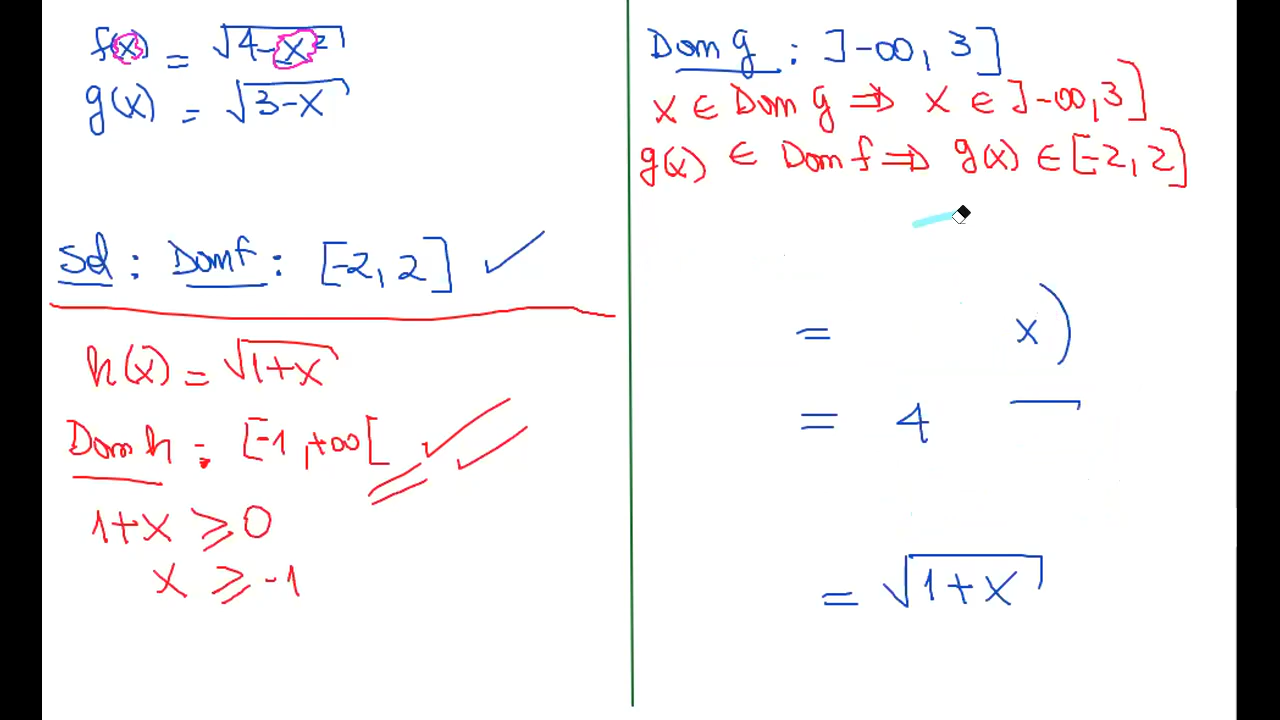 f(x) = √4-x²
g(x) = √3-x
Sol : Dom f : [-2, 2] ✓
h(x) = √1+x
Dom h : [-1, +∞[
1+x ⩾ 0
x ⩾ -1
Dom g : ]-∞, 3]
x ∈ Dom g ⇒ x ∈ ]-∞, 3]
g(x) ∈ Dom f ⇒ g(x) ∈ [-2, 2]
= x)
= 4
= √1+x